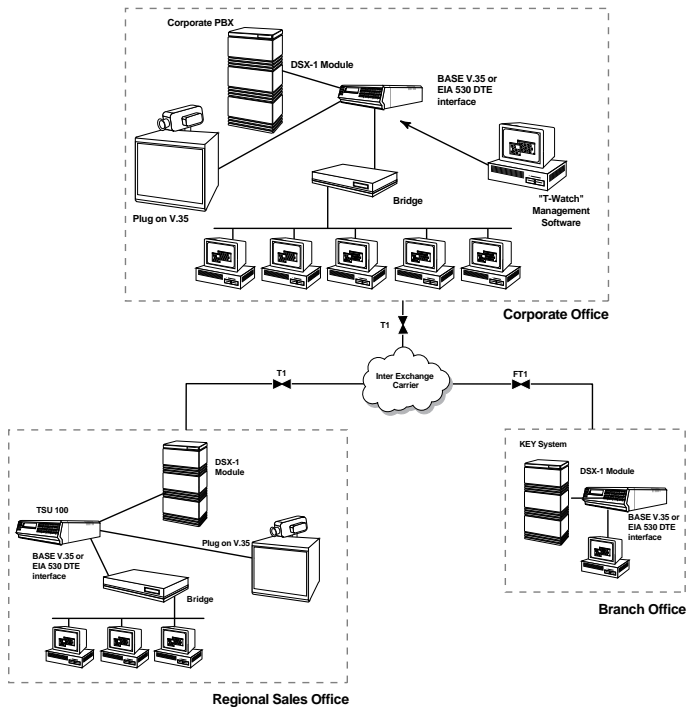 Corporate PBX
DSX-1 Module
BASE V.35 or
EIA 530 DTE
interface
Plug on V.35
Bridge
"T-Watch"
Management
Software
Corporate Office
T1
T1
Inter Exchange
Carrier
FT1
DSX-1
Module
TSU 100
Plug on V.35
BASE V.35 or
EIA 530 DTE
interface
Bridge
Regional Sales Office
KEY System
DSX-1 Module
BASE V.35 or
EIA 530 DTE
interface
Branch Office